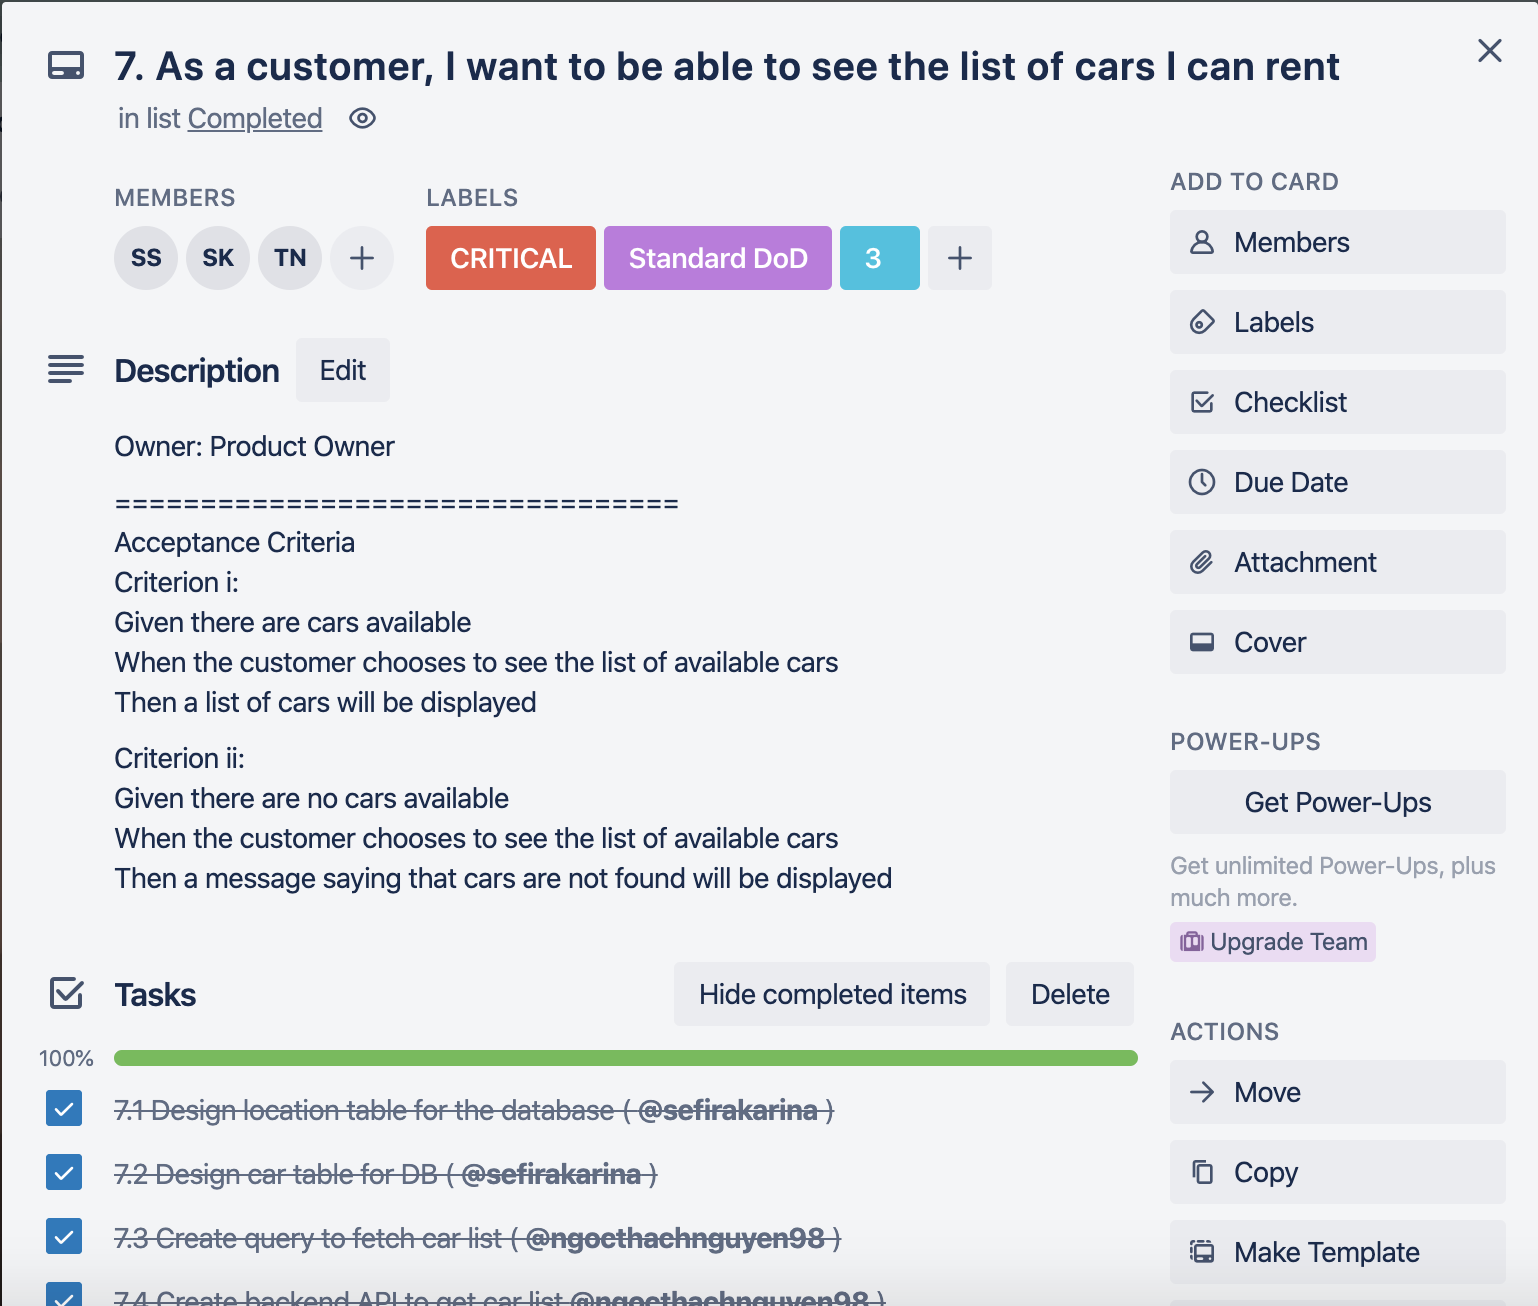 7. As a customer, I want to be able to see the list of cars I can rent
in list Completed
MEMBERS
SS SK TN
LABELS
CRITICAL Standard DoD 3
Description Edit
Owner: Product Owner
=================================
Acceptance Criteria
Criterion i:
Given there are cars available
When the customer chooses to see the list of available cars
Then a list of cars will be displayed
Criterion ii:
Given there are no cars available
When the customer chooses to see the list of available cars
Then a message saying that cars are not found will be displayed
Tasks Hide completed items Delete
100%
7.1 Design location table for the database ( @sefirakarina )
7.2 Design car table for DB ( @sefirakarina )
7.3 Create query to fetch car list ( @ngocthachnguyen98 )
7.4 Create backend API to get car list @ngocthachnguyen98 )
ADD TO CARD
Members
Labels
Checklist
Due Date
Attachment
Cover
POWER-UPS
Get Power-Ups
Get unlimited Power-Ups, plus
much more.
Upgrade Team
ACTIONS
Move
Copy
Make Template